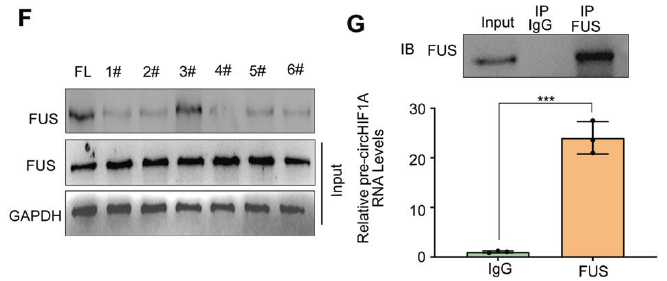 F
FL 1# 2# 3# 4# 5# 6#
FUS
FUS
GAPDH
Input
G
Input IP IgG IP FUS
IB FUS
Relative pre-circHIF1A
RNA Levels
30
20
10
0
***
IgG FUS